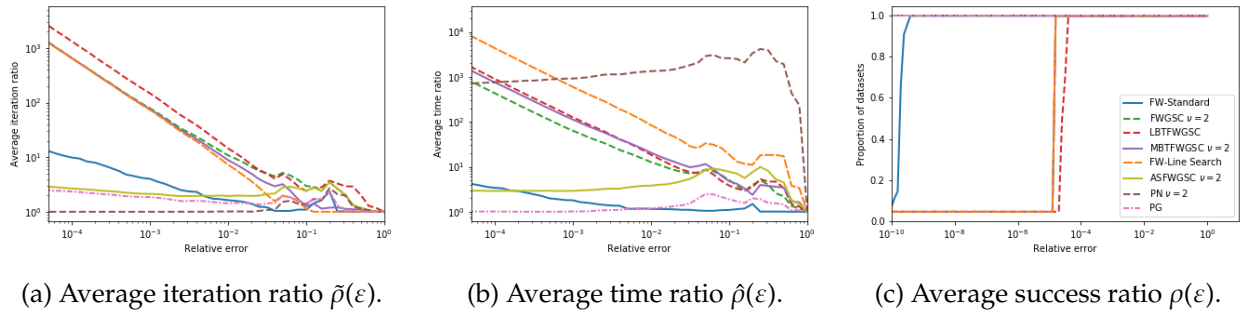 Average iteration ratio
10³
10²
10¹
10⁰
10⁻⁴
10⁻³
10⁻²
10⁻¹
10⁰
Relative error
(a) Average iteration ratio ρ̃(ε).
Average time ratio
10⁴
10³
10²
10¹
10⁰
10⁻⁴
10⁻³
10⁻²
10⁻¹
10⁰
Relative error
(b) Average time ratio ρ̂(ε).
Proportion of datasets
1.0
0.8
0.6
0.4
0.2
0.0
FW-Standard
FWGSC ν = 2
LBTFWGSC
MBTFWGSC ν = 2
FW-Line Search
ASFWGSC ν = 2
PN ν = 2
PG
10⁻¹⁰
10⁻⁸
10⁻⁶
10⁻⁴
10⁻²
10⁰
Relative error
(c) Average success ratio ρ(ε).